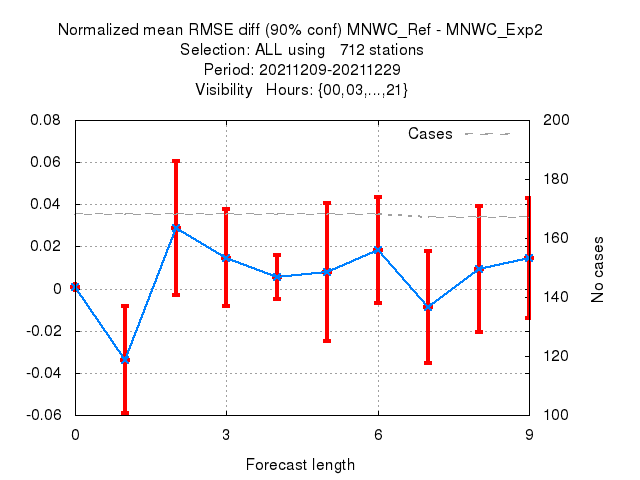 Normalized mean RMSE diff (90% conf) MNWC_Ref - MNWC_Exp2
Selection: ALL using   712 stations
Period: 20211209-20211229
Visibility   Hours: {00,03,...,21}
Cases
0.08
0.06
0.04
0.02
0
-0.02
-0.04
-0.06
200
180
160
140
120
100
No cases
0
3
6
9
Forecast length